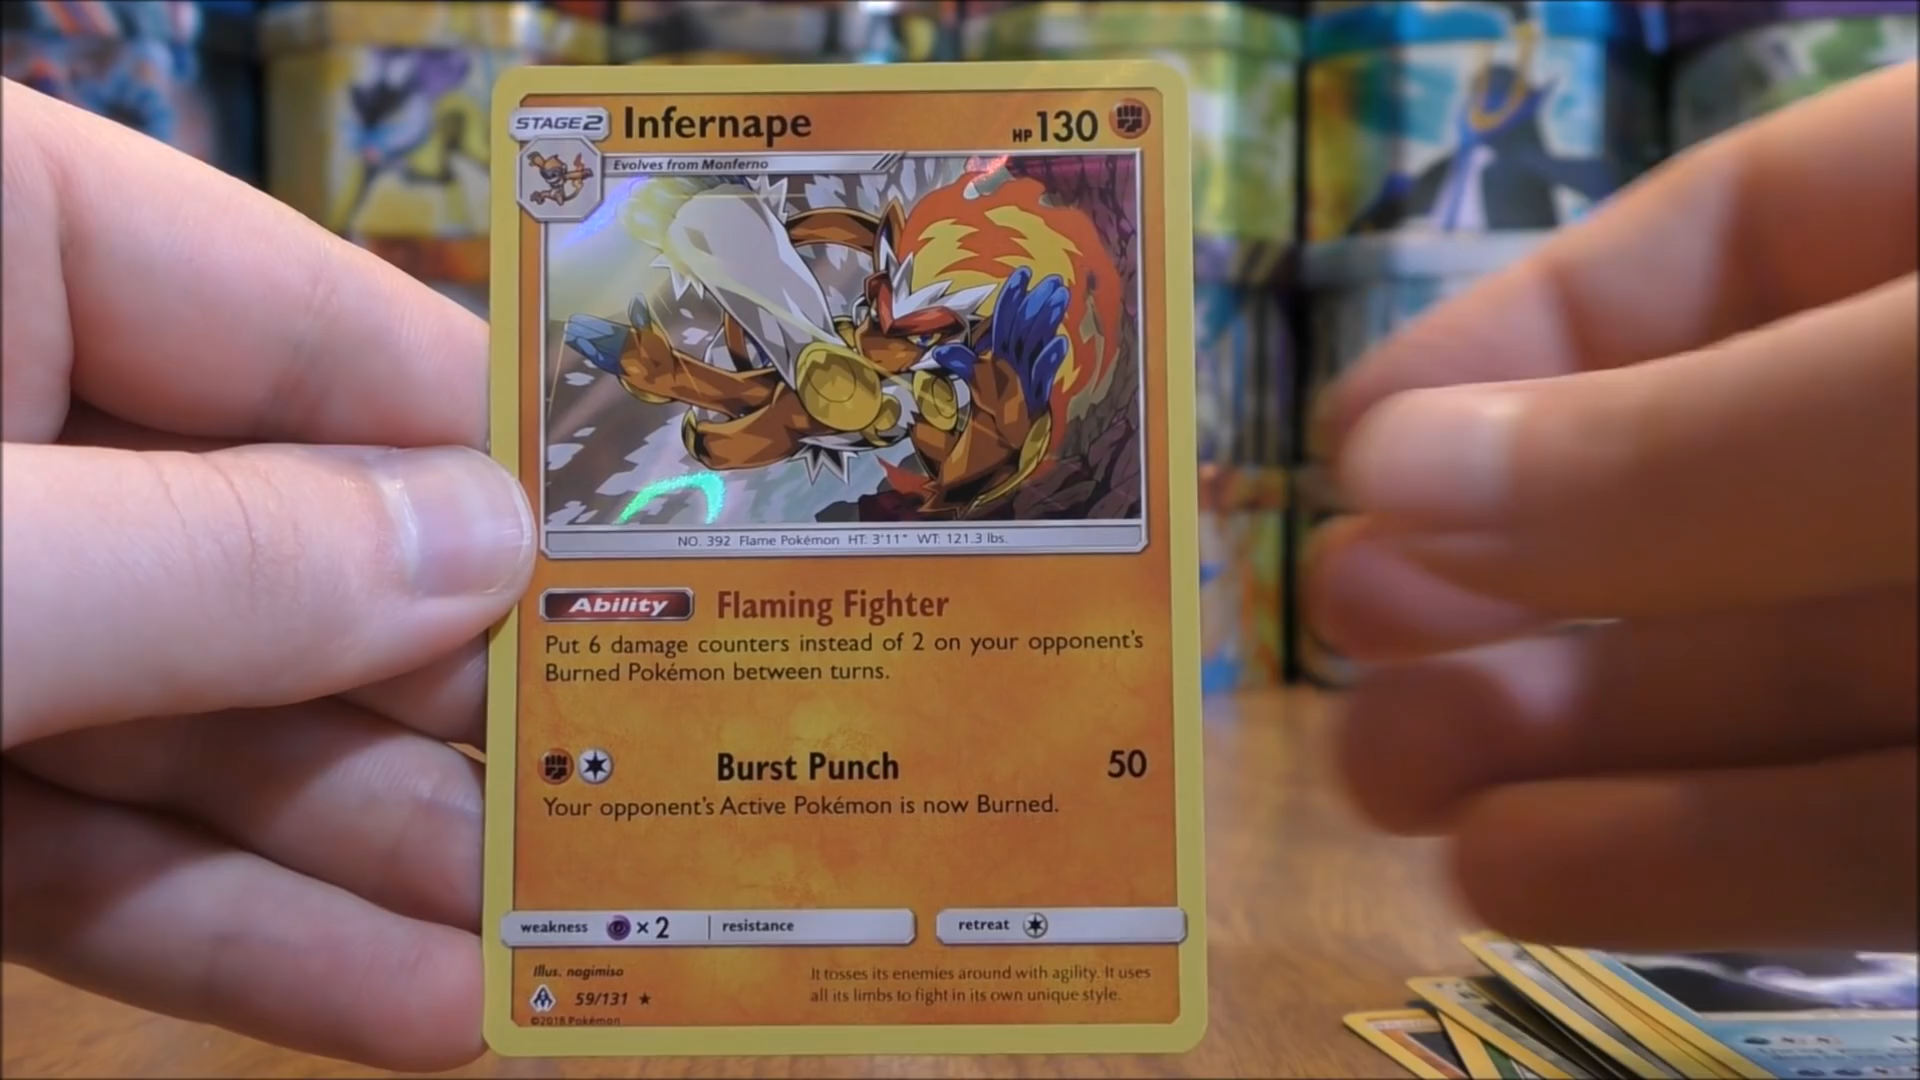 STAGE2 Infernape HP 130
Evolves from Monferno
NO. 392 Flame Pokémon HT: 3'11" WT: 121.3 lbs.
Ability Flaming Fighter
Put 6 damage counters instead of 2 on your opponent's
Burned Pokémon between turns.
Burst Punch 50
Your opponent's Active Pokémon is now Burned.
weakness ×2 resistance retreat
Illus. nagimiso
59/131 ★
©2018 Pokémon
It tosses its enemies around with agility. It uses
all its limbs to fight in its own unique style.